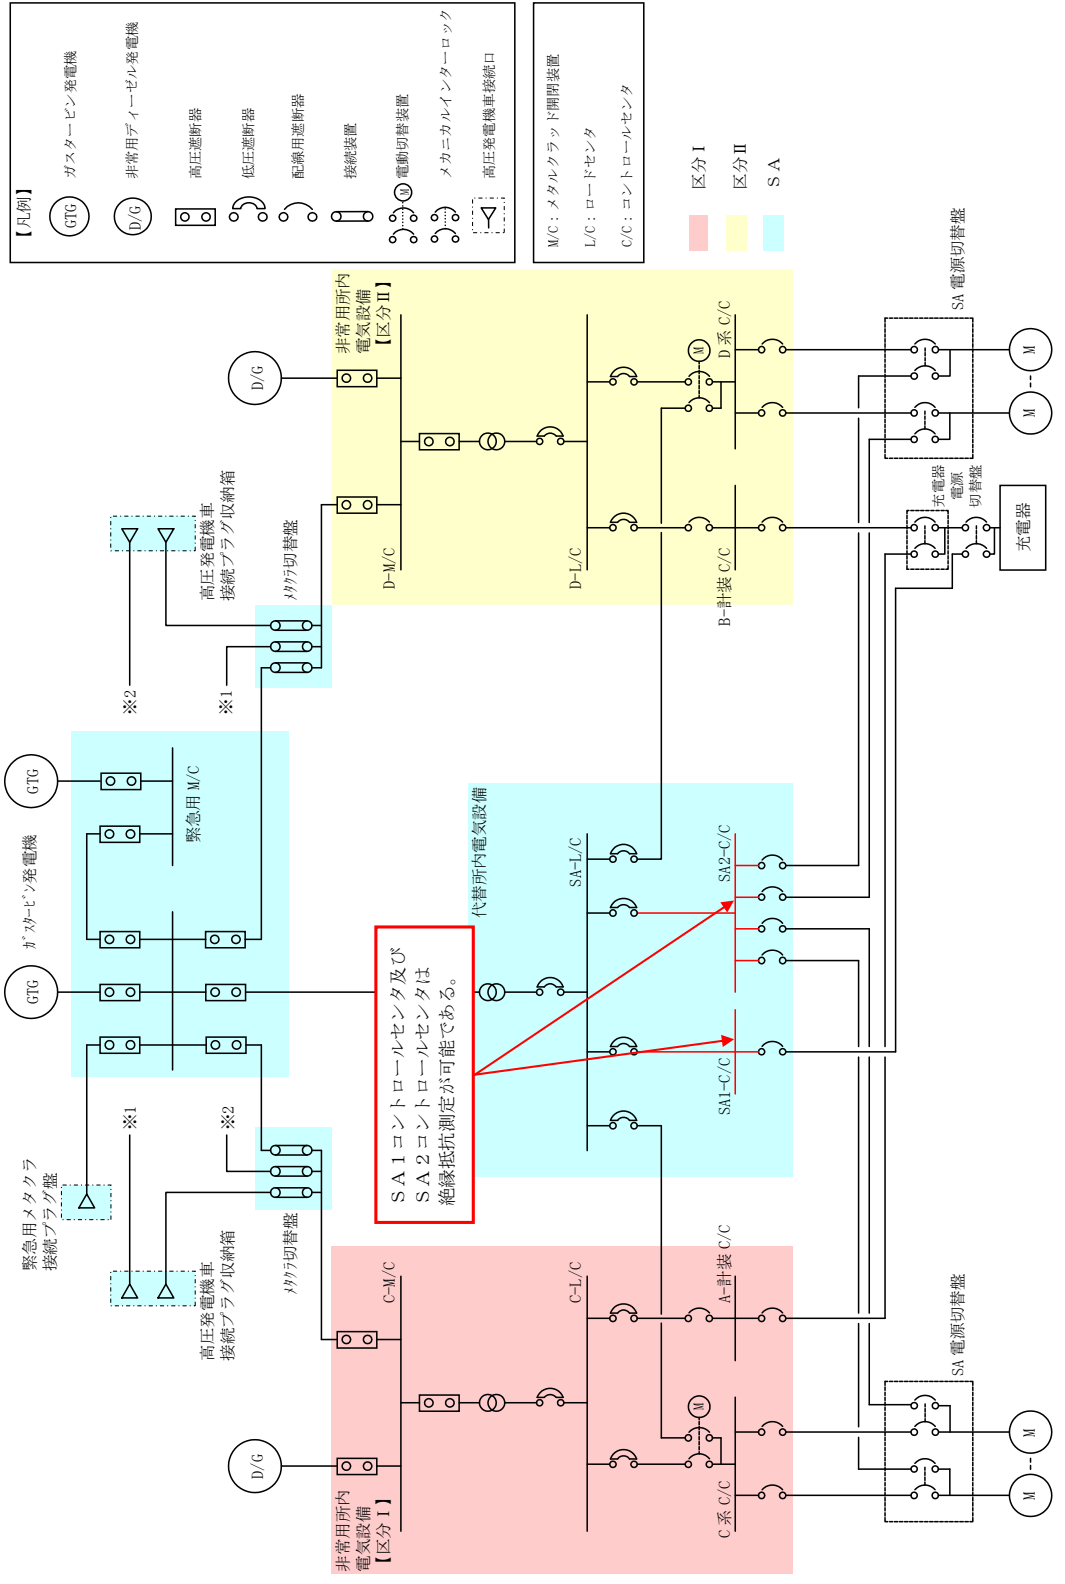 【凡例】
GTG
ガスタービン発電機
D/G
非常用ディーゼル発電機
高圧遮断器
低圧遮断器
配線用遮断器
接続装置
M
電動切替装置
メカニカルインターロック
高圧発電機車接続口
M/C：メタルクラッド開閉装置
L/C：ロードセンタ
C/C：コントロールセンタ
区分Ⅰ
区分Ⅱ
ＳＡ
緊急用メタクラ
接続プラグ盤
高圧発電機車
接続プラグ収納箱
※1
※2
ﾒﾀｸﾗ切替盤
GTG
ｶﾞｽﾀｰﾋﾞﾝ発電機
GTG
緊急用 M/C
※2
※1
高圧発電機車
接続プラグ収納箱
ﾒﾀｸﾗ切替盤
D/G
非常用所内
電気設備
【区分Ⅰ】
C-M/C
C-L/C
M
C系 C/C
A-計装 C/C
代替所内電気設備
SA-L/C
SA1-C/C
SA2-C/C
ＳＡ１コントロールセンタ及び
ＳＡ２コントロールセンタは
絶縁抵抗測定が可能である。
D/G
非常用所内
電気設備
【区分Ⅱ】
D-M/C
D-L/C
M
B-計装 C/C
D系 C/C
SA 電源切替盤
M
M
充電器
電源
切替盤
充電器
SA 電源切替盤
M
M